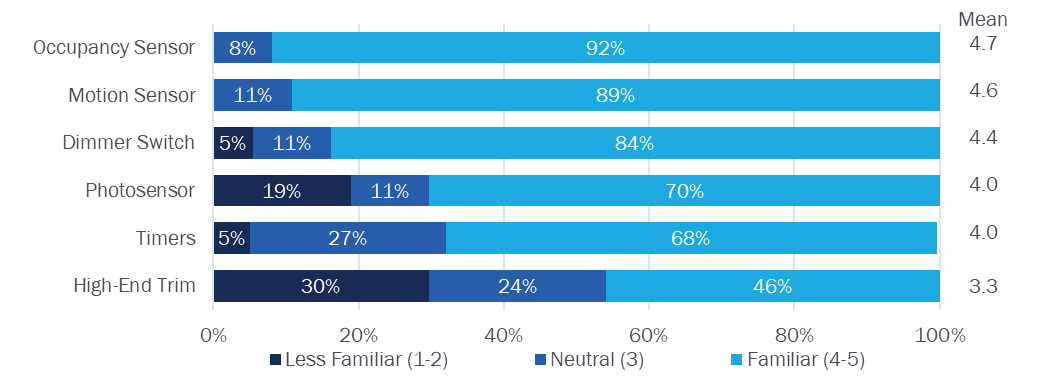 Mean
Occupancy Sensor 8% 92% 4.7
Motion Sensor 11% 89% 4.6
Dimmer Switch 5% 11% 84% 4.4
Photosensor 19% 11% 70% 4.0
Timers 5% 27% 68% 4.0
High-End Trim 30% 24% 46% 3.3
0% 20% 40% 60% 80% 100%
Less Familiar (1-2) Neutral (3) Familiar (4-5)